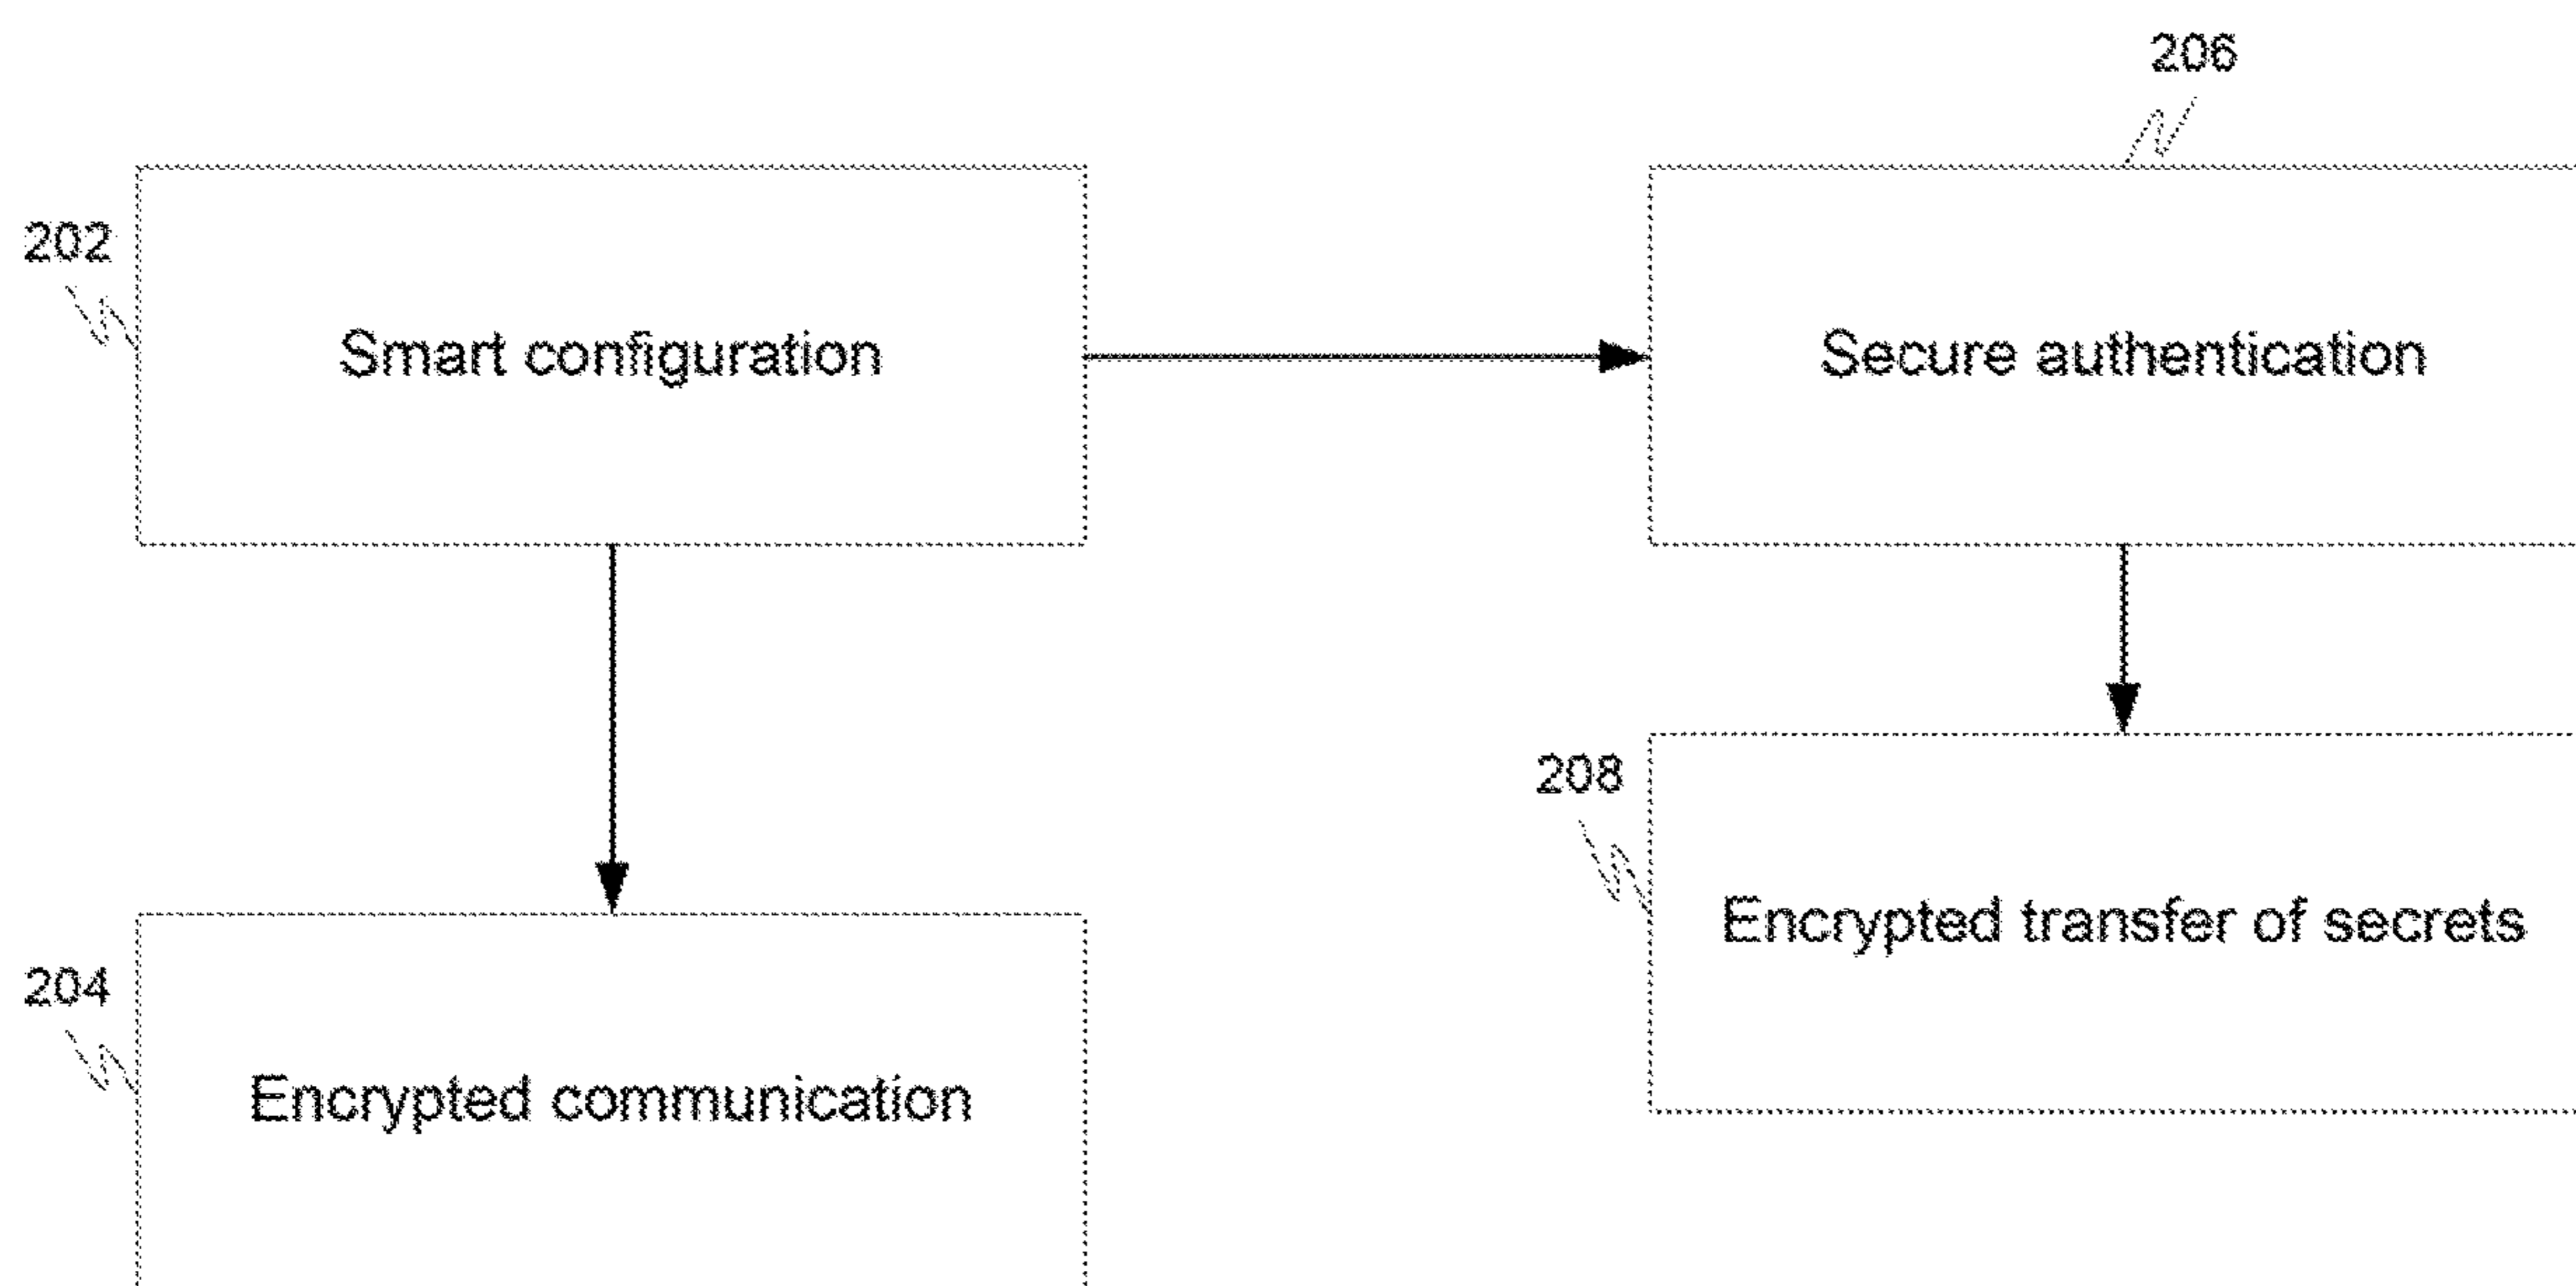 206
202
Smart configuration
Secure authentication
208
Encrypted transfer of secrets
204
Encrypted communication